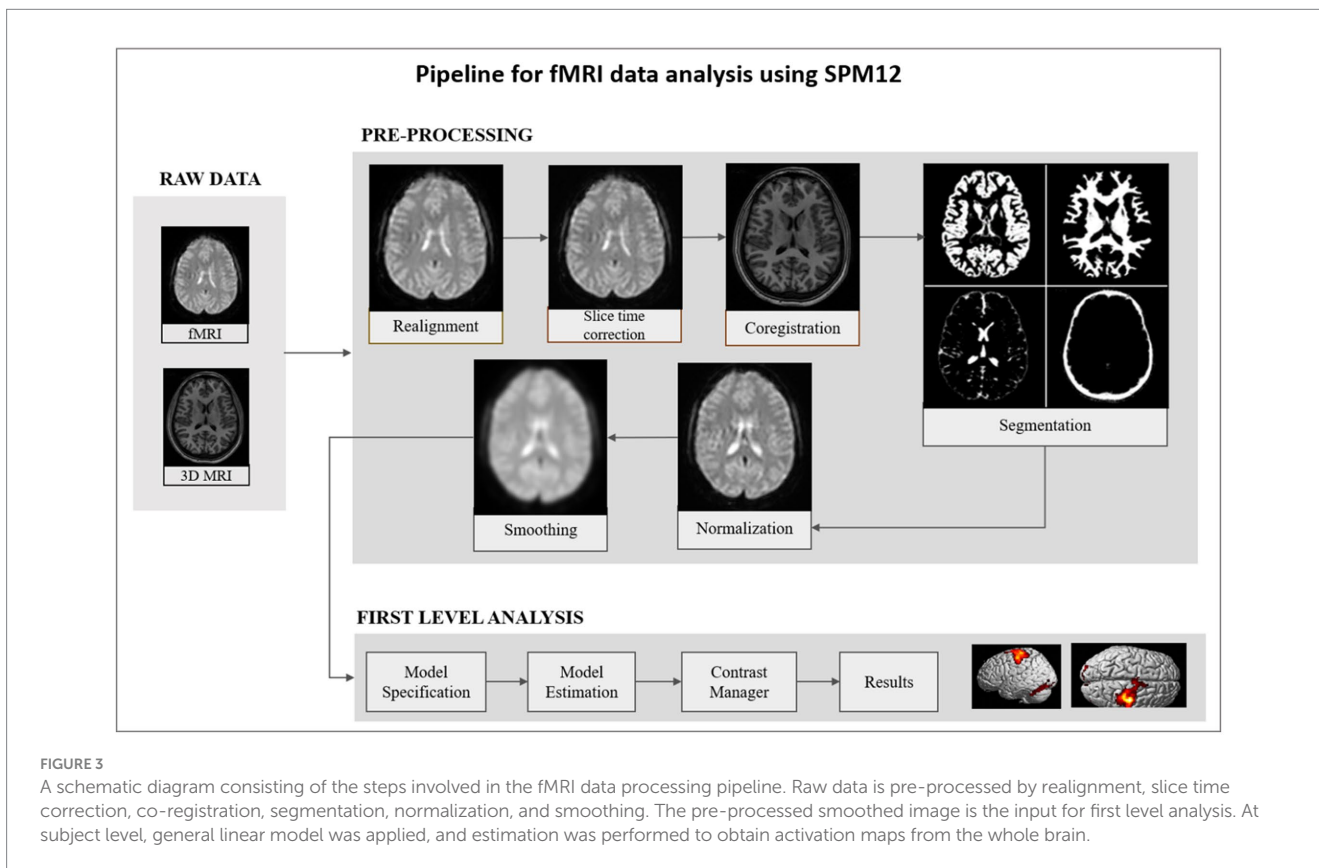 Pipeline for fMRI data analysis using SPM12
PRE-PROCESSING
RAW DATA
fMRI
3D MRI
Realignment
Slice time
correction
Coregistration
Segmentation
Smoothing
Normalization
FIRST LEVEL ANALYSIS
Model
Specification
Model
Estimation
Contrast
Manager
Results
FIGURE 3
A schematic diagram consisting of the steps involved in the fMRI data processing pipeline. Raw data is pre-processed by realignment, slice time
correction, co-registration, segmentation, normalization, and smoothing. The pre-processed smoothed image is the input for first level analysis. At
subject level, general linear model was applied, and estimation was performed to obtain activation maps from the whole brain.